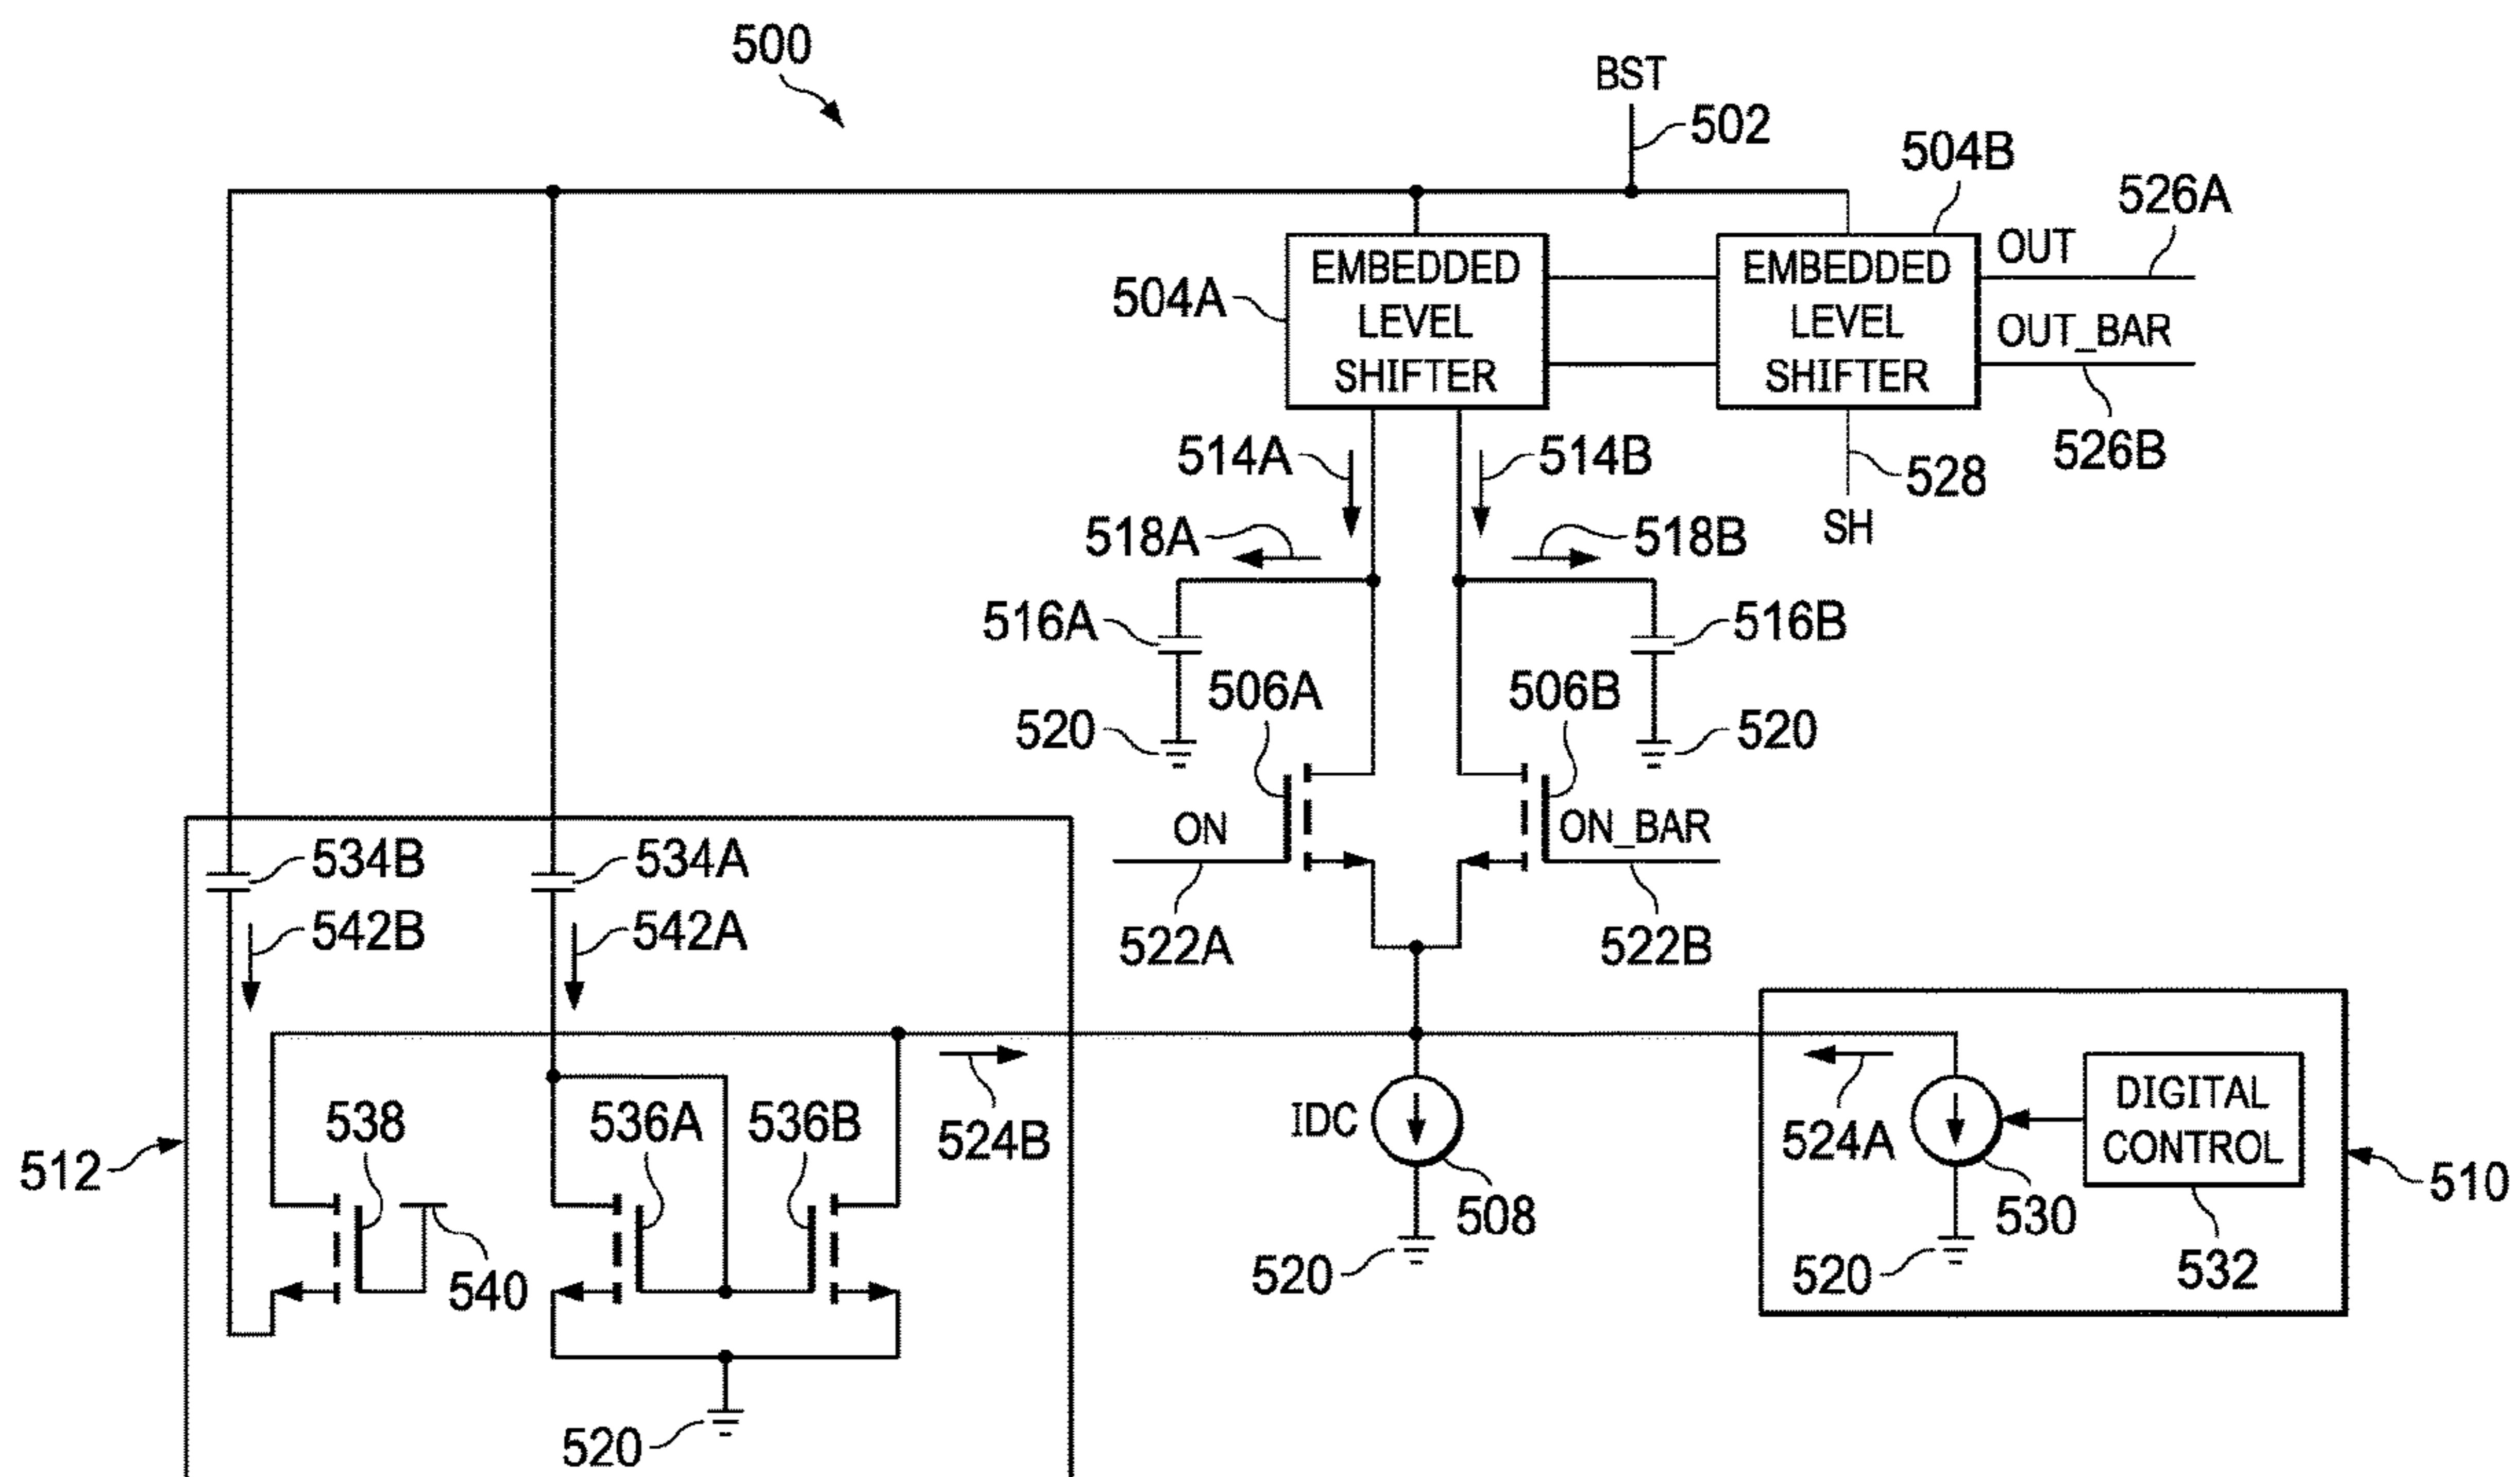 500
BST
502
504B
526A
OUT
504A
EMBEDDED
LEVEL
SHIFTER
EMBEDDED
LEVEL
SHIFTER
OUT_BAR
526B
514A
514B
528
SH
518A
518B
516A
516B
506A
506B
520
520
ON
ON_BAR
522A
522B
534B
534A
542B
542A
524B
IDC
508
520
524A
530
DIGITAL
CONTROL
532
520
510
512
538
540
536A
536B
520